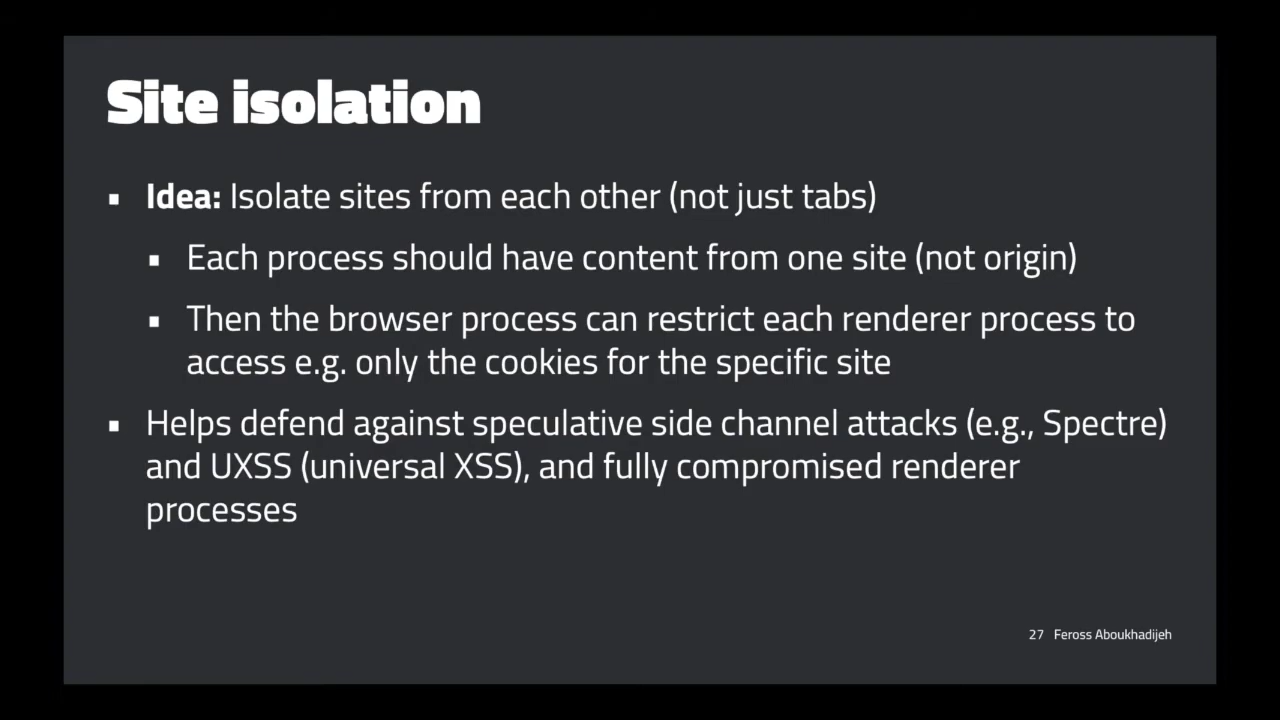 Site isolation
▪ Idea: Isolate sites from each other (not just tabs)
▪ Each process should have content from one site (not origin)
▪ Then the browser process can restrict each renderer process to
access e.g. only the cookies for the specific site
▪ Helps defend against speculative side channel attacks (e.g., Spectre)
and UXSS (universal XSS), and fully compromised renderer
processes
27 Feross Aboukhadijeh